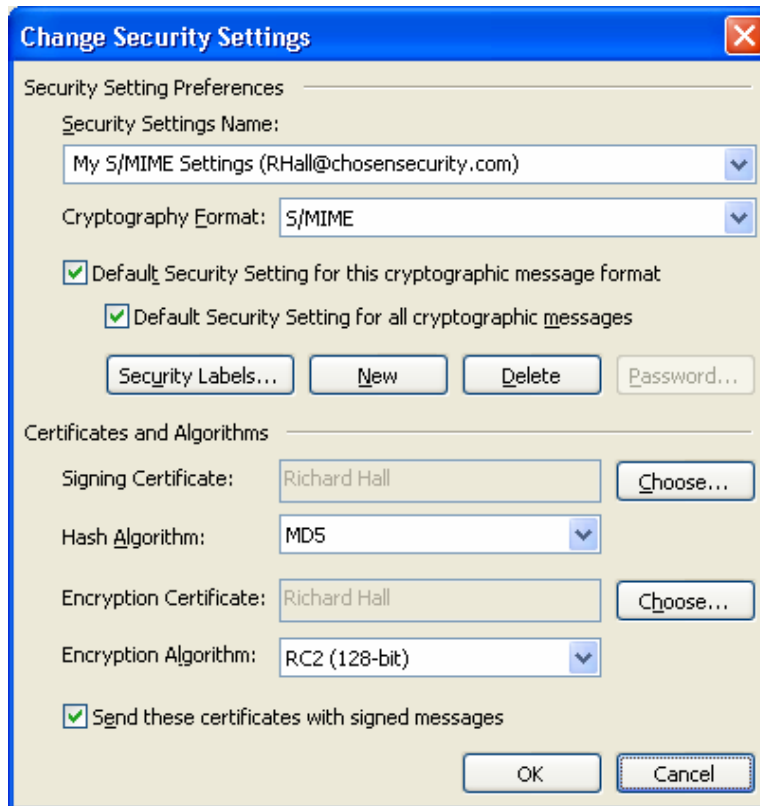 Change Security Settings
Security Setting Preferences
Security Settings Name:
My S/MIME Settings (RHall@chosensecurity.com)
Cryptography Format: S/MIME
Default Security Setting for this cryptographic message format
Default Security Setting for all cryptographic messages
Security Labels... New Delete Password...
Certificates and Algorithms
Signing Certificate: Richard Hall Choose...
Hash Algorithm: MD5
Encryption Certificate: Richard Hall Choose...
Encryption Algorithm: RC2 (128-bit)
Send these certificates with signed messages
OK Cancel